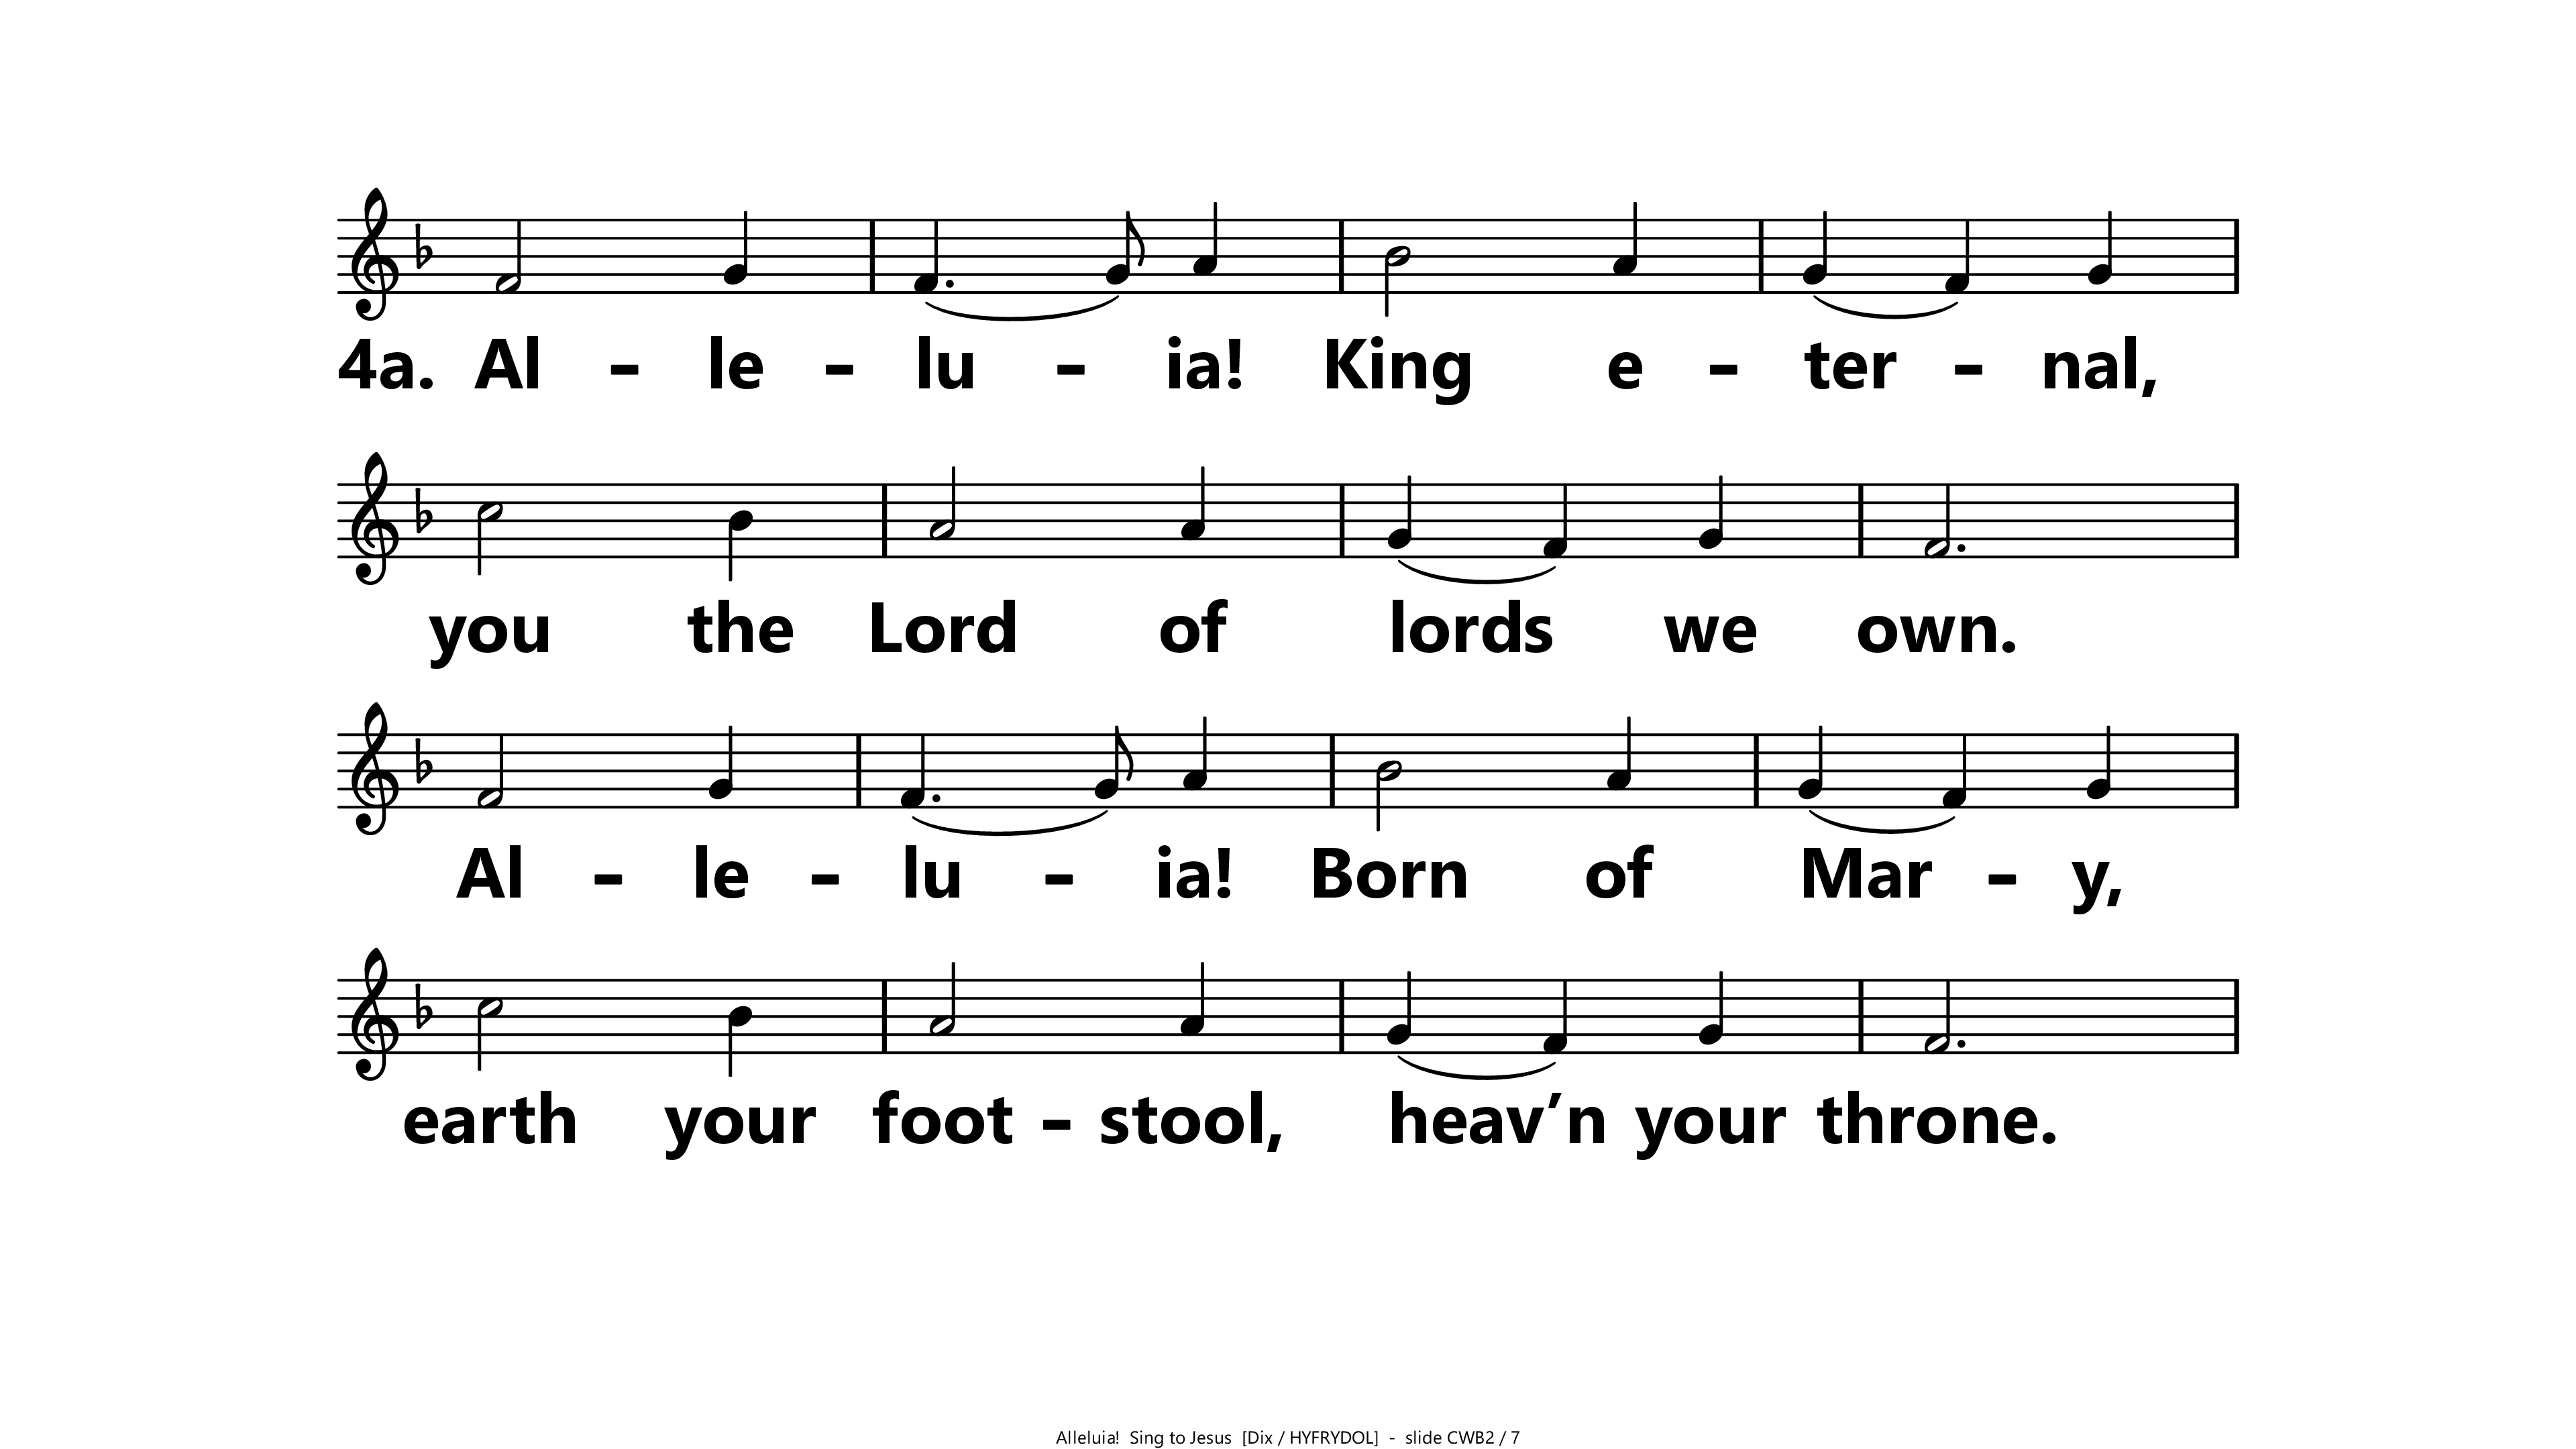 4a. Al - le - lu - ia! King e - ter - nal,
you the Lord of lords we own.
Al - le - lu - ia! Born of Mar - y,
earth your foot - stool, heav’n your throne.
Alleluia! Sing to Jesus [Dix / HYFRYDOL] - slide CWB2 / 7